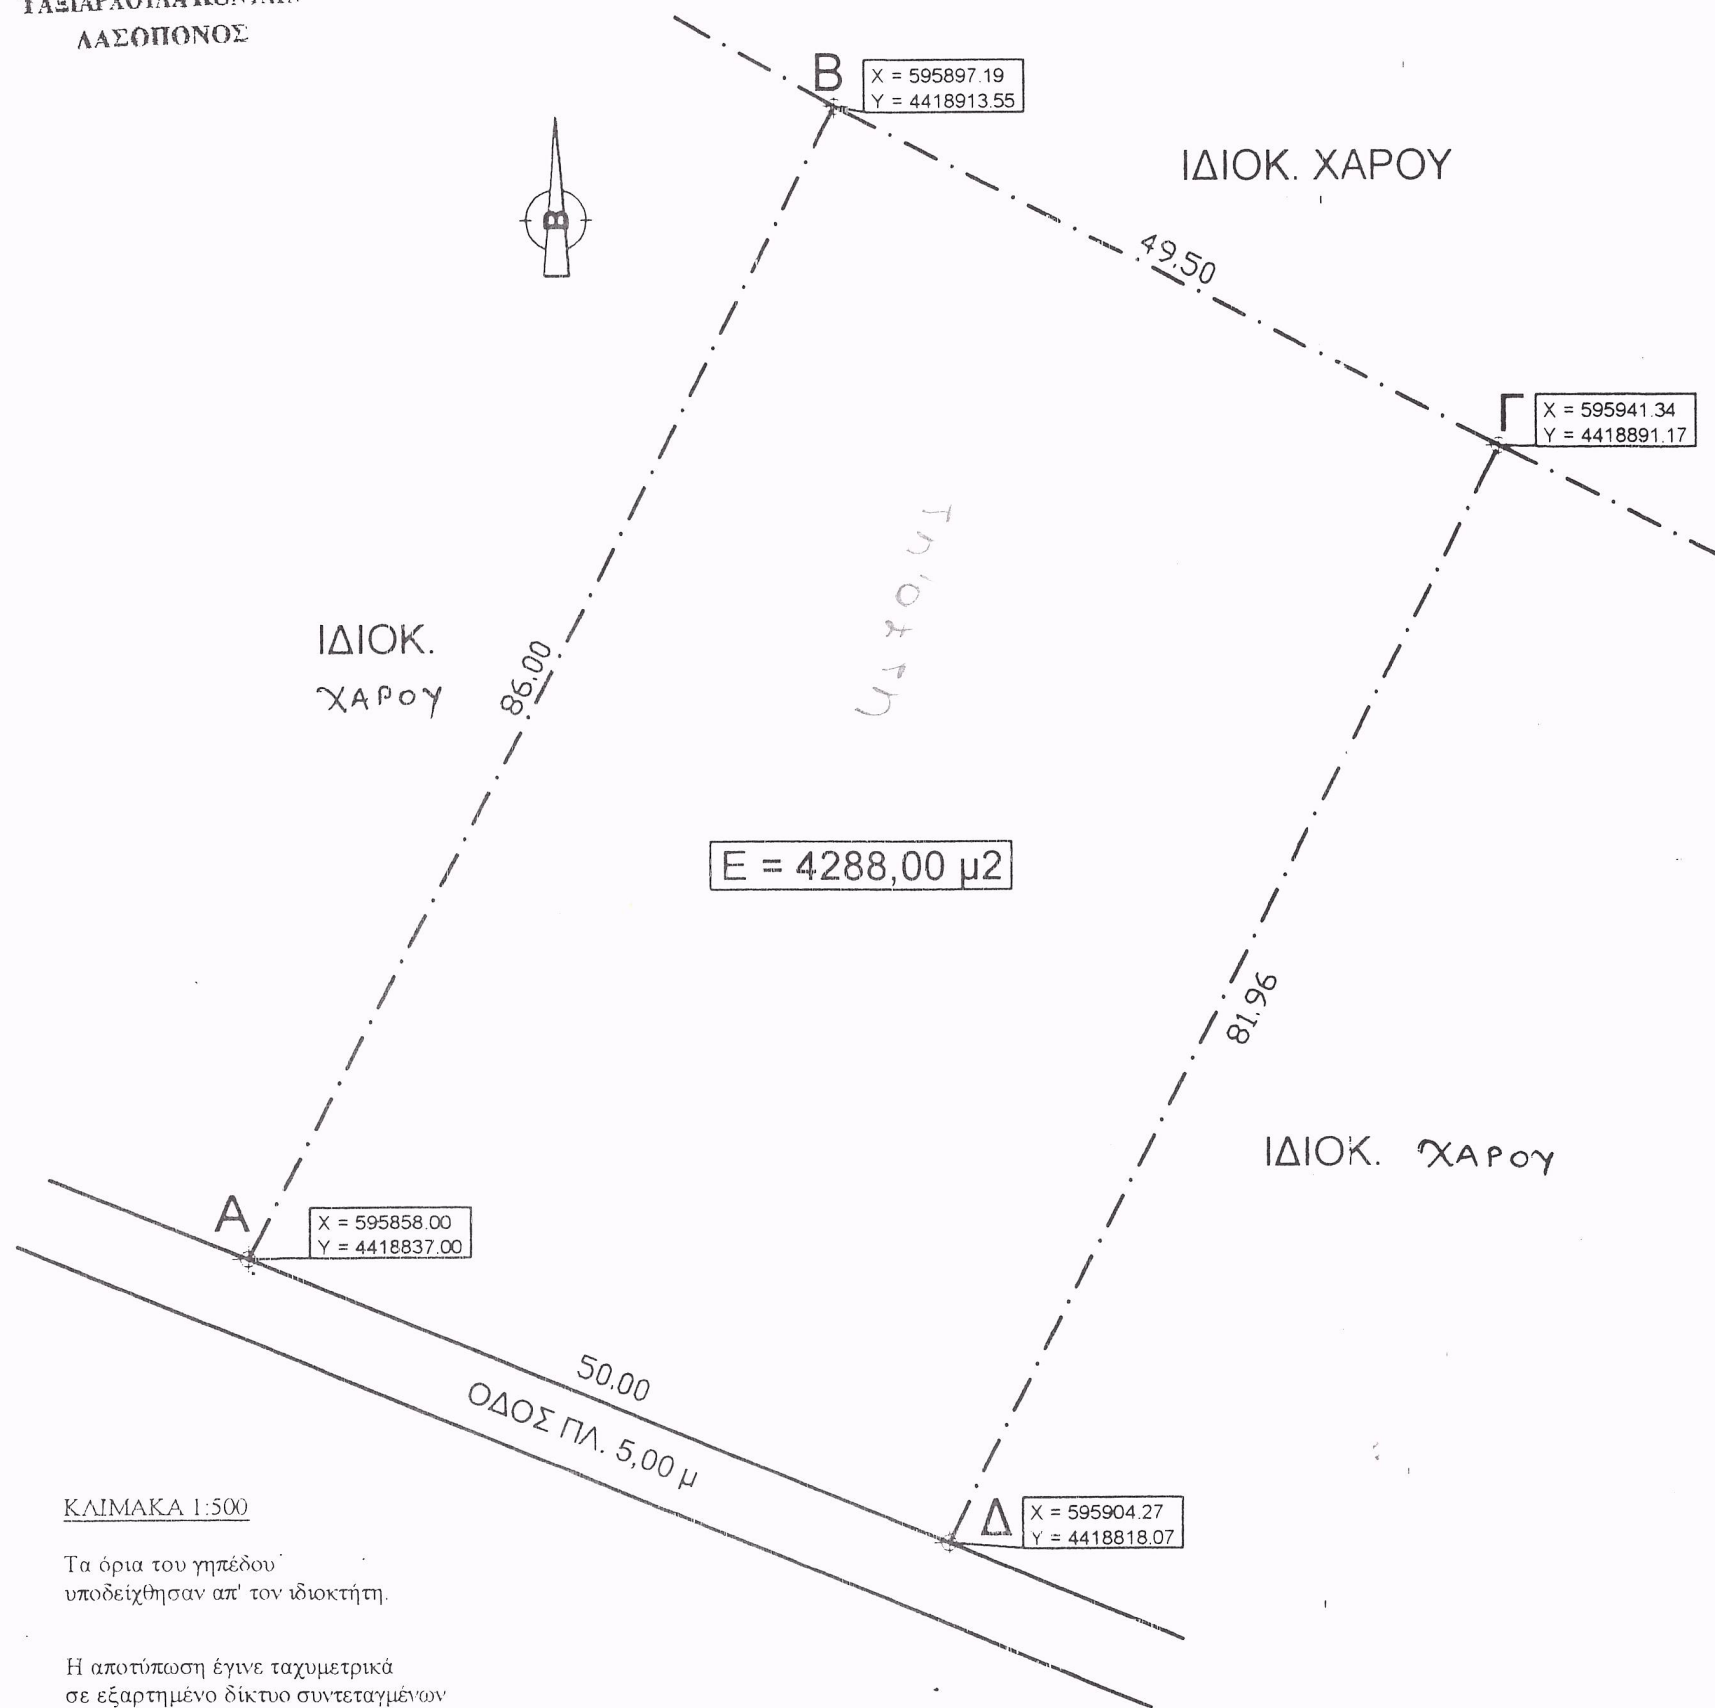 ΛΑΣΟΠΟΝΟΣ
Β
X = 595897.19
Y = 4418913.55
ΙΔΙΟΚ. ΧΑΡΟΥ
Β
49.50
Γ
X = 595941.34
Y = 4418891.17
ΙΔΙΟΚ.
ΧΑΡΟΥ
86.00
E = 4288,00 μ2
81.96
ΙΔΙΟΚ. ΧΑΡΟΥ
Α
X = 595858.00
Y = 4418837.00
50.00
ΟΔΟΣ ΠΛ. 5,00 μ
Δ
X = 595904.27
Y = 4418818.07
ΚΛΙΜΑΚΑ 1:500
Τα όρια του γηπέδου
υποδείχθησαν απ' τον ιδιοκτήτη.
Η αποτύπωση έγινε ταχυμετρικά
σε εξαρτημένο δίκτυο συντεταγμένων